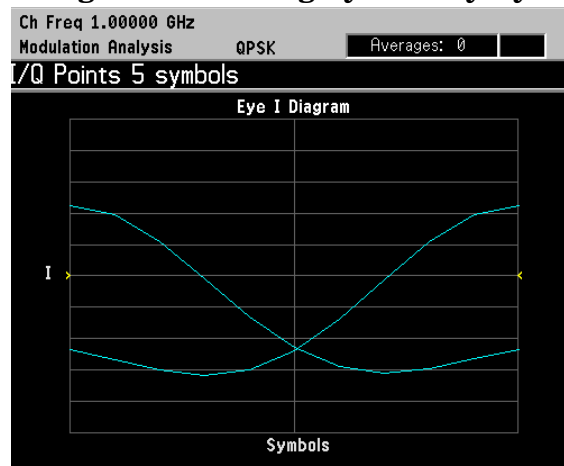 Ch Freq 1.00000 GHz
Modulation Analysis QPSK Averages: 0
I/Q Points 5 symbols
Eye I Diagram
I
Symbols